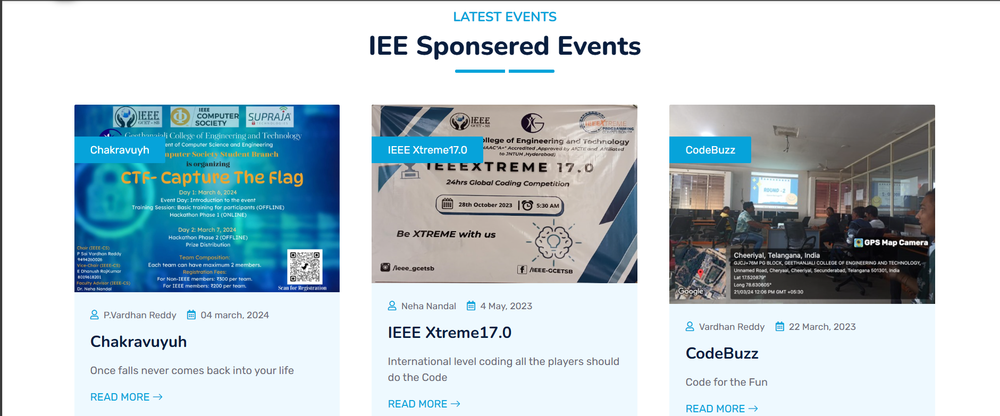 LATEST EVENTS
IEE Sponsered Events
IEEE
GCET - SB
IEEE
COMPUTER
SOCIETY
SUPRAJA
TECHNOLOGIES
Geethanajali College of Engineering and Technology
ent of Computer Science and Engineering
Chakravuyh
mputer Society Student Branch
is organizing
CTF- Capture The Flag
Day 1: March 6, 2024
Event Day: Introduction to the event
Training Session: Basic training for participants (OFFLINE)
Hackathon Phase 1 (ONLINE)
Day 2: March 7, 2024
Hackathon Phase 2 (OFFLINE)
Prize Distribution
Chair (IEEE-CS)
P Sai Vardhan Reddy
9494260026
Vice-Chair (IEEE-CS)
E Dhanush RajKumar
8019618201
Faculty Advisor (IEEE-CS)
Dr. Neha Nandal
Team Composition:
Each team can have maximum 2 members.
Registration Fees:
For Non-IEEE members: ₹300 per team.
For IEEE members: ₹200 per team.
Scan for Registration
P.Vardhan Reddy
04 march, 2024
Chakravuyuh
Once falls never comes back into your life
READ MORE →
IEEE
GCET - SB
IEEEXTREME
PROGRAMMING
COMPETITION 17.0
ollege of Engineering and Technology
IEEE Xtreme17.0
NAAC"A+" Accredited ,Approved by AICTE and Affiliated
to JNTUH ,Hyderabad)
IEEEXTREME 17.0
24hrs Global Coding Competition
28th October 2023 | 5:30 AM
Be XTREME with us
/ieee_gcetsb
/IEEE-GCETSB
Neha Nandal
4 May, 2023
IEEE Xtreme17.0
International level coding all the players should
do the Code
READ MORE →
CodeBuzz
ROUND -2
GPS Map Camera
Cheeriyal, Telangana, India
GJCJ+76M PG BLOCK, GEETHANJALI COLLEGE OF ENGINEERING AND TECHNOLOGY,
Unnamed Road, Cheryaal, Cheeriyal, Secunderabad, Telangana 501301, India
Lat 17.520879°
Long 78.630605°
21/03/24 12:06 PM GMT +05:30
Google
Vardhan Reddy
22 March, 2023
CodeBuzz
Code for the Fun
READ MORE →